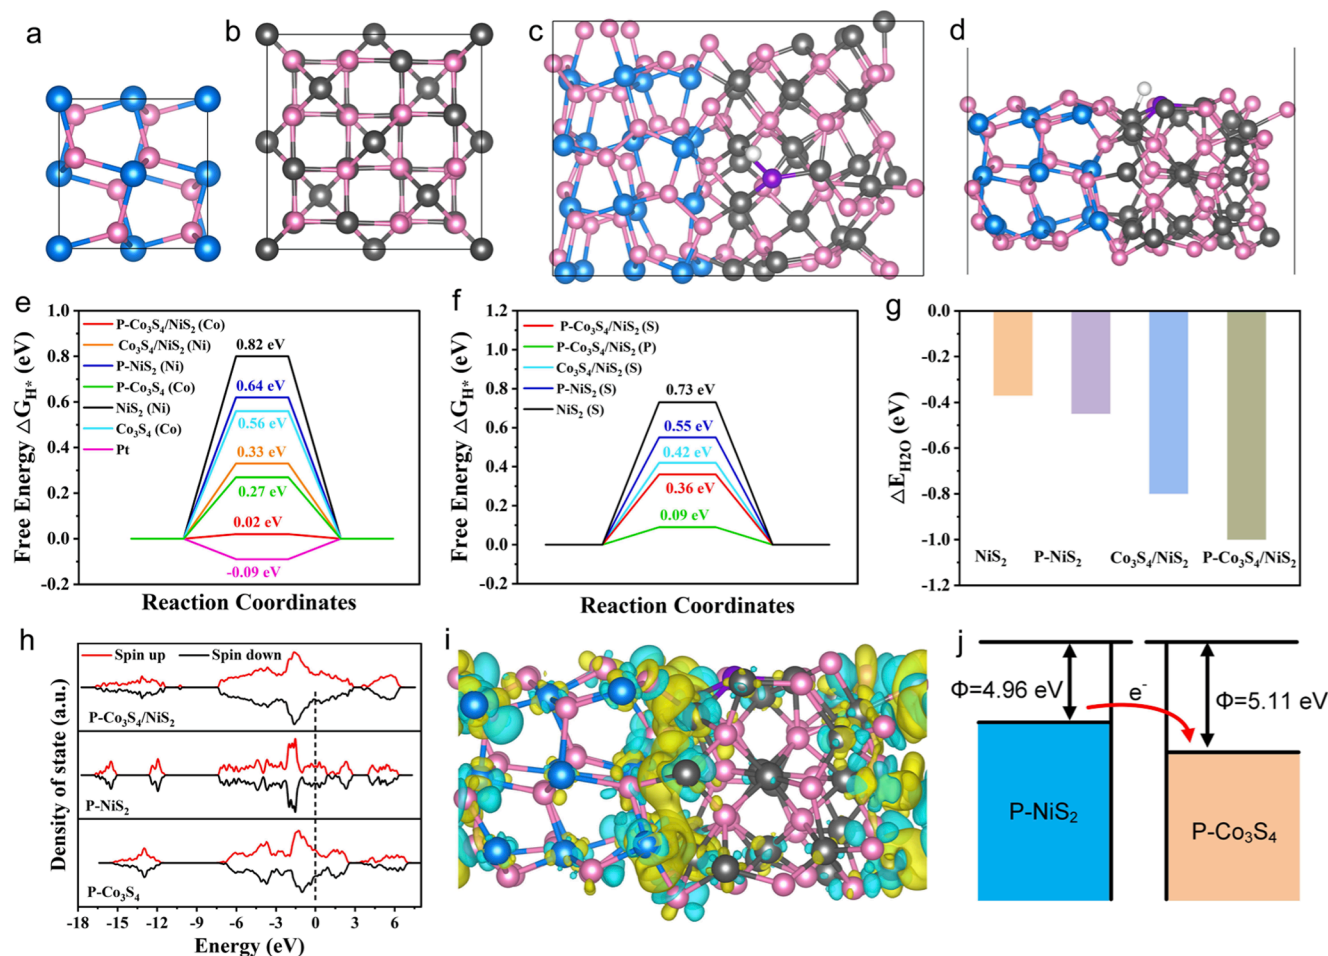 a
b
c
d
e
Free Energy △G_H* (eV)
1.0
0.8
0.6
0.4
0.2
0.0
-0.2
P-Co₃S₄/NiS₂ (Co)
Co₃S₄/NiS₂ (Ni)
P-NiS₂ (Ni)
P-Co₃S₄ (Co)
NiS₂ (Ni)
Co₃S₄ (Co)
Pt
0.82 eV
0.64 eV
0.56 eV
0.33 eV
0.27 eV
0.02 eV
-0.09 eV
Reaction Coordinates
f
Free Energy △G_H* (eV)
1.2
1.0
0.8
0.6
0.4
0.2
0.0
-0.2
P-Co₃S₄/NiS₂ (S)
P-Co₃S₄/NiS₂ (P)
Co₃S₄/NiS₂ (S)
P-NiS₂ (S)
NiS₂ (S)
0.73 eV
0.55 eV
0.42 eV
0.36 eV
0.09 eV
Reaction Coordinates
g
△E_H2O (eV)
0.0
-0.2
-0.4
-0.6
-0.8
-1.0
-1.2
NiS₂ P-NiS₂ Co₃S₄/NiS₂ P-Co₃S₄/NiS₂
h
Density of state (a.u.)
Spin up Spin down
P-Co₃S₄/NiS₂
P-NiS₂
P-Co₃S₄
-18 -15 -12 -9 -6 -3 0 3 6
Energy (eV)
i
j
Φ=4.96 eV
e⁻
Φ=5.11 eV
P-NiS₂
P-Co₃S₄